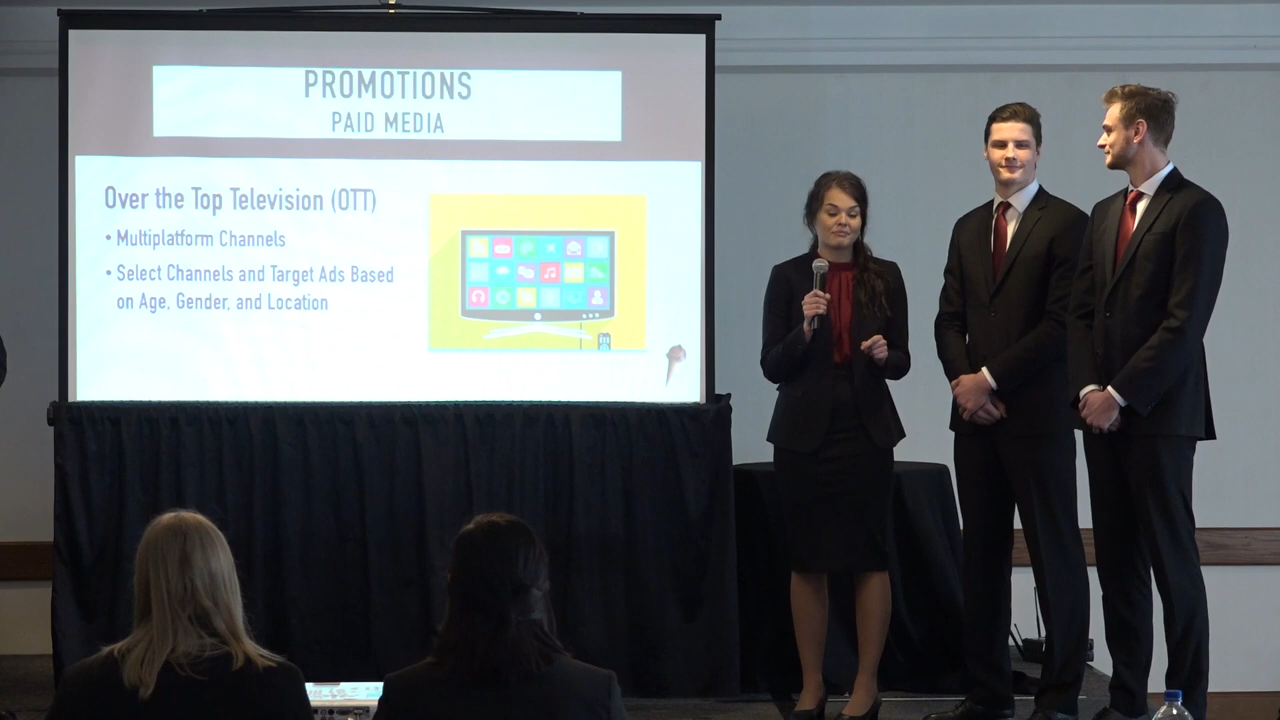 PROMOTIONS
PAID MEDIA
Over the Top Television (OTT)
• Multiplatform Channels
• Select Channels and Target Ads Based
on Age, Gender, and Location